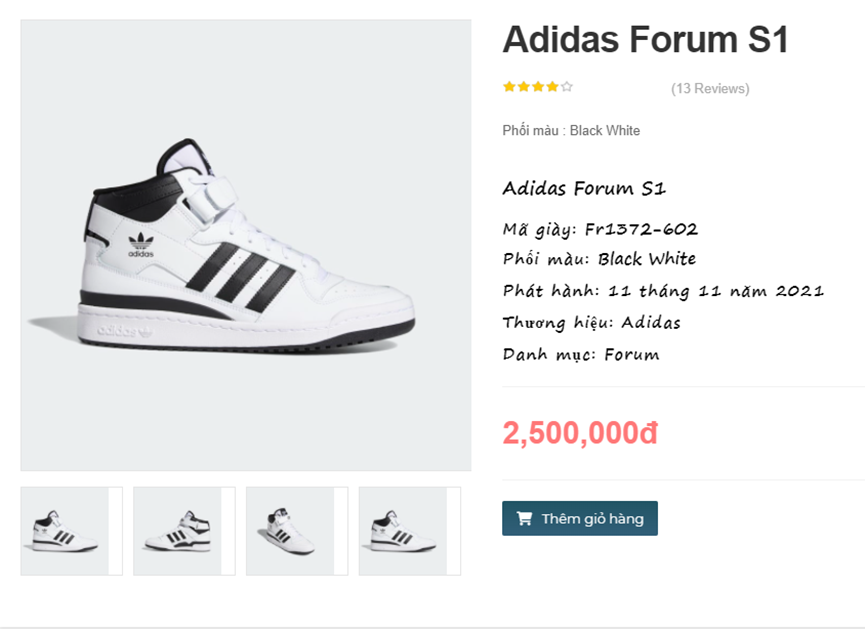 Adidas Forum S1
(13 Reviews)
Phối màu : Black White
Adidas Forum S1
Mã giày: Fr1372-602
Phối màu: Black White
Phát hành: 11 tháng 11 năm 2021
Thương hiệu: Adidas
Danh mục: Forum
2,500,000đ
Thêm giỏ hàng
adidas
adidas